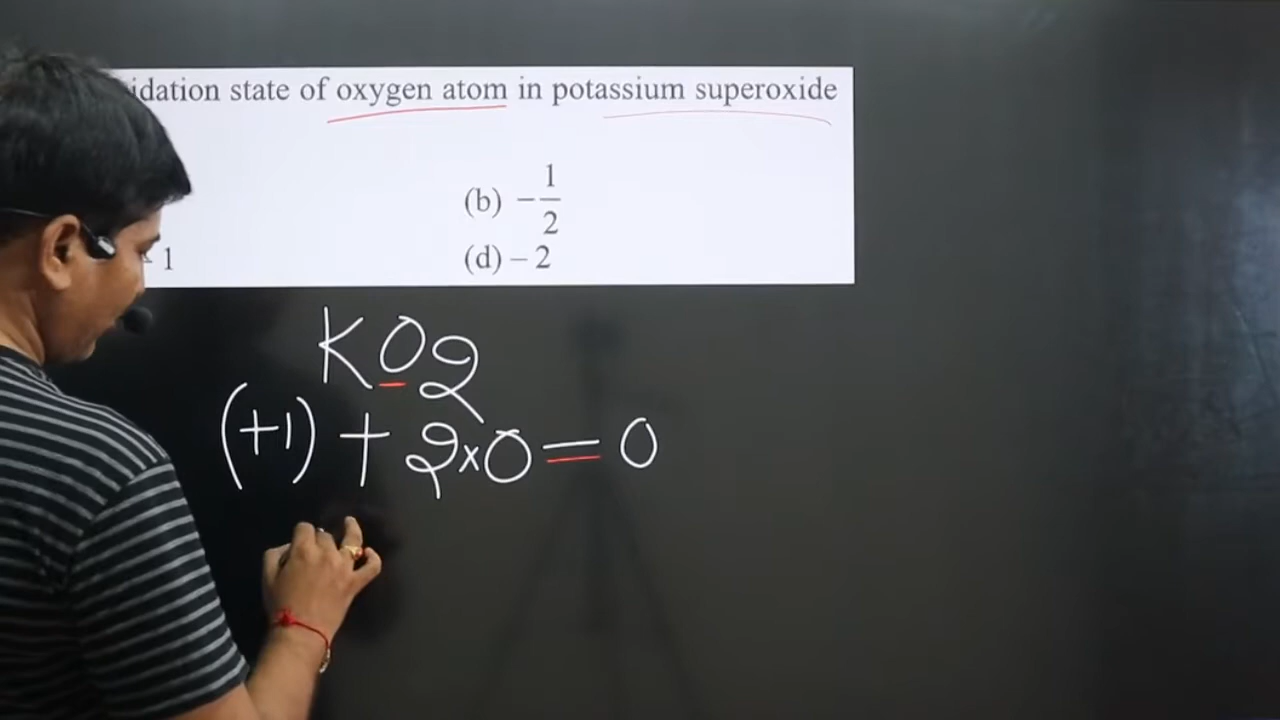 idation state of oxygen atom in potassium superoxide
(b) – 1/2
1
(d) – 2
KO2
(+1) + 2×O = 0